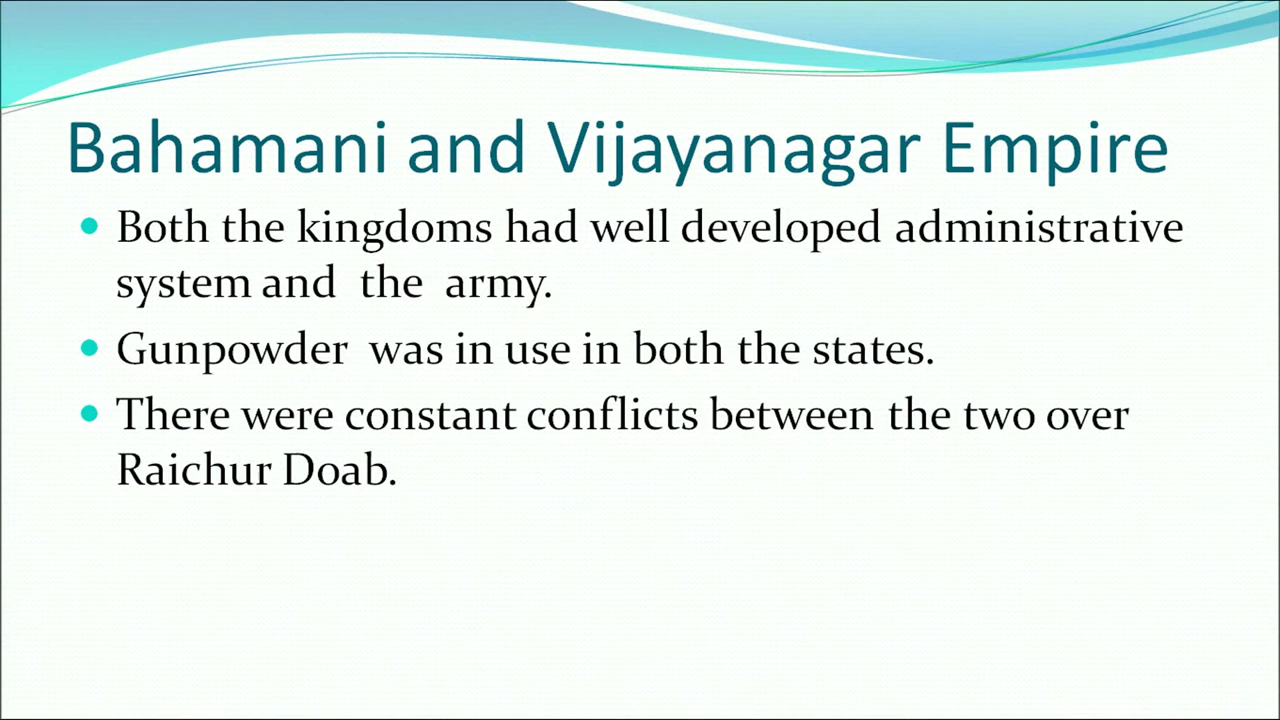 Bahamani and Vijayanagar Empire
Both the kingdoms had well developed administrative
system and the army.
Gunpowder was in use in both the states.
There were constant conflicts between the two over
Raichur Doab.